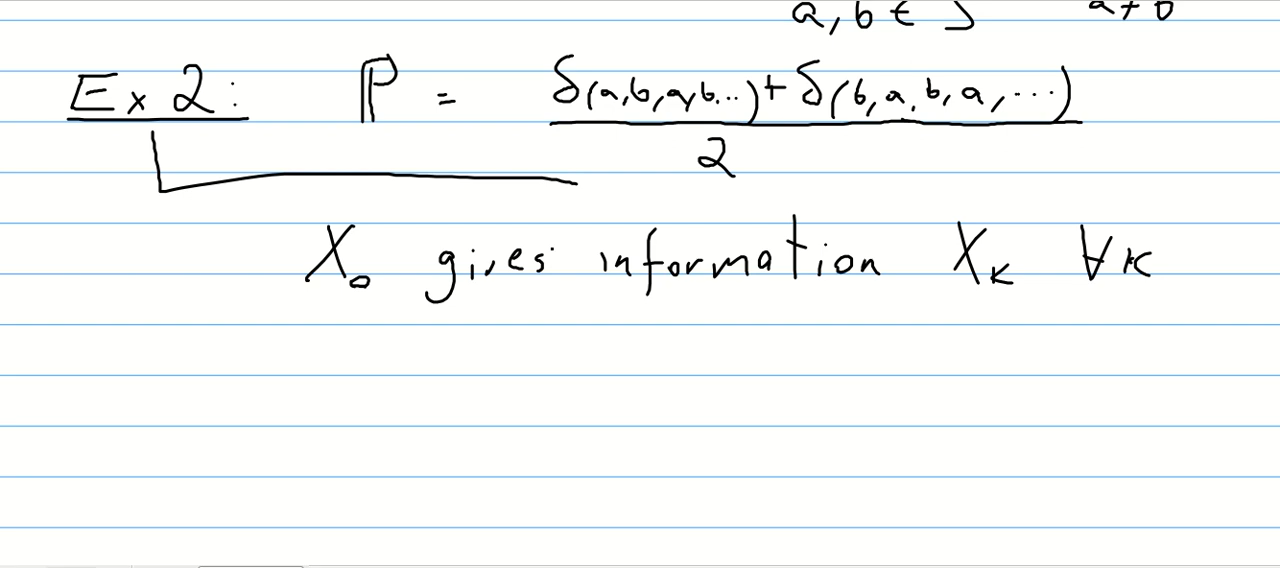 a, b ∈ S a ≠ b
Ex 2: ℙ = δ(a,b,a,b...) + δ(b,a,b,a,...)
2
X₀ gives information X_K ∀K